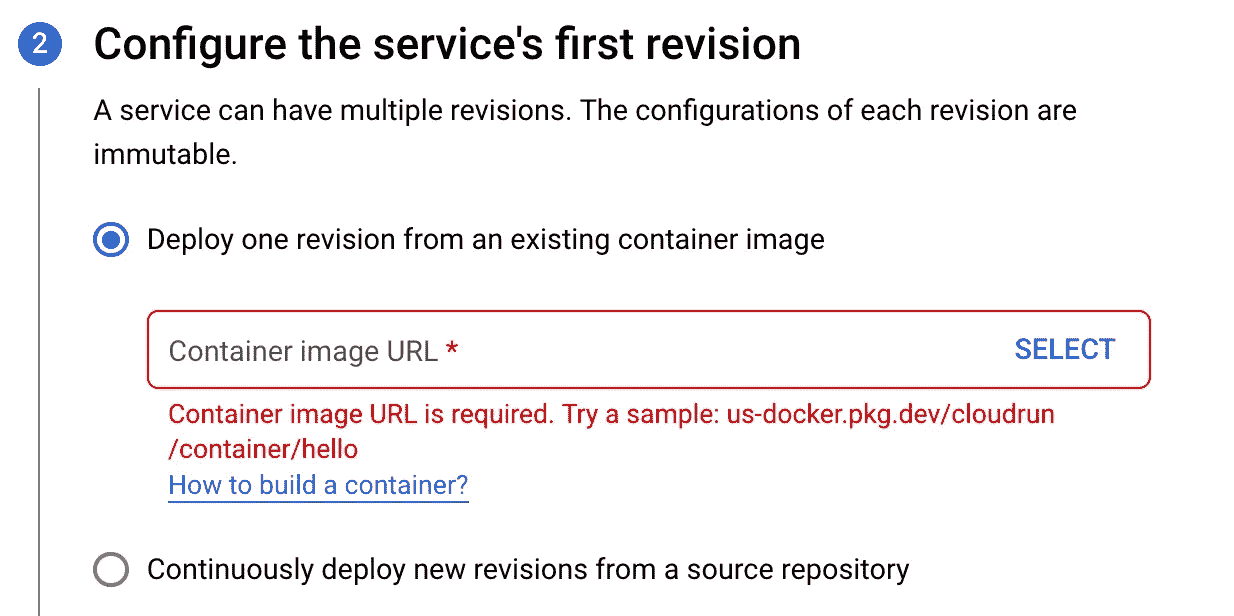 2
Configure the service's first revision
A service can have multiple revisions. The configurations of each revision are
immutable.
Deploy one revision from an existing container image
Container image URL *
SELECT
Container image URL is required. Try a sample: us-docker.pkg.dev/cloudrun
/container/hello
How to build a container?
Continuously deploy new revisions from a source repository